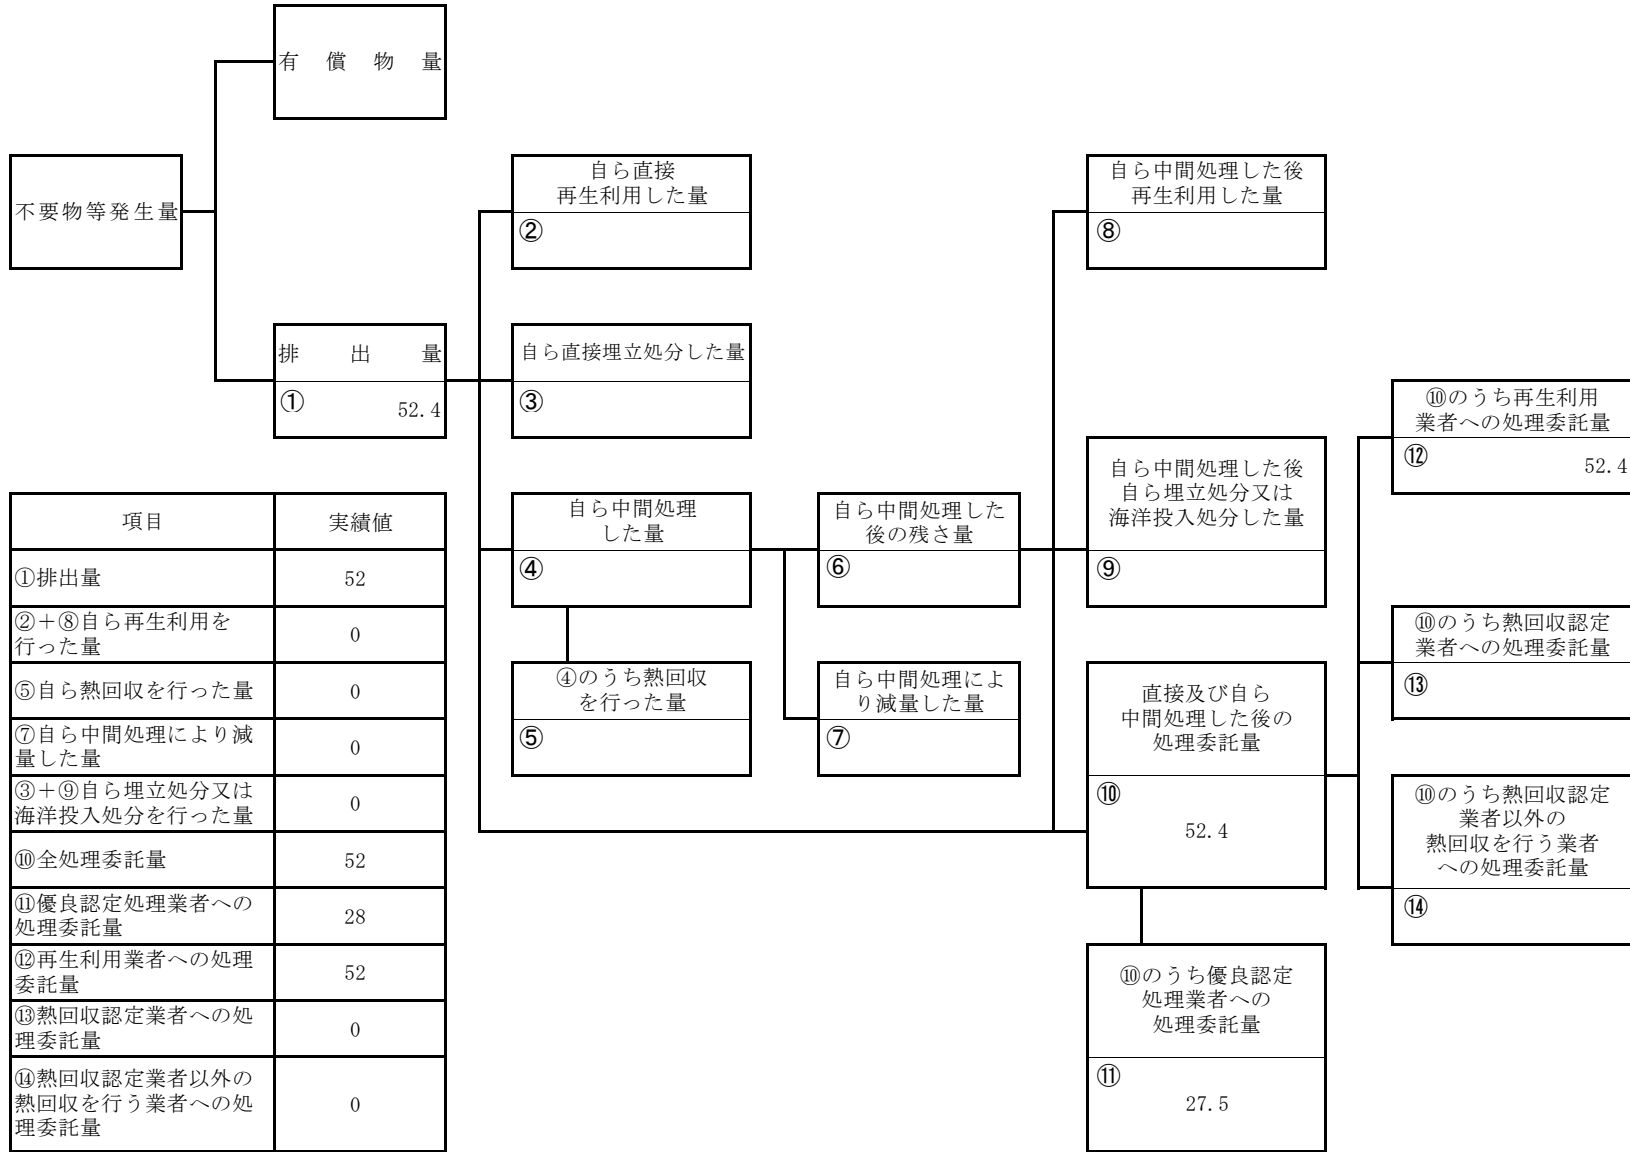 有償物量
不要物等発生量
排出量
①
52.4
自ら直接
再生利用した量
②
自ら直接埋立処分した量
③
自ら中間処理
した量
④
④のうち熱回収
を行った量
⑤
自ら中間処理した
後の残さ量
⑥
自ら中間処理によ
り減量した量
⑦
自ら中間処理した後
再生利用した量
⑧
自ら中間処理した後
自ら埋立処分又は
海洋投入処分した量
⑨
直接及び自ら
中間処理した後の
処理委託量
⑩
52.4
⑩のうち優良認定
処理業者への
処理委託量
⑪
27.5
⑩のうち再生利用
業者への処理委託量
⑫
52.4
⑩のうち熱回収認定
業者への処理委託量
⑬
⑩のうち熱回収認定
業者以外の
熱回収を行う業者
への処理委託量
⑭
項目 実績値
①排出量 52
②+⑧自ら再生利用を
行った量 0
⑤自ら熱回収を行った量 0
⑦自ら中間処理により減
量した量 0
③+⑨自ら埋立処分又は
海洋投入処分を行った量 0
⑩全処理委託量 52
⑪優良認定処理業者への
処理委託量 28
⑫再生利用業者への処理
委託量 52
⑬熱回収認定業者への処
理委託量 0
⑭熱回収認定業者以外の
熱回収を行う業者への処 0
理委託量